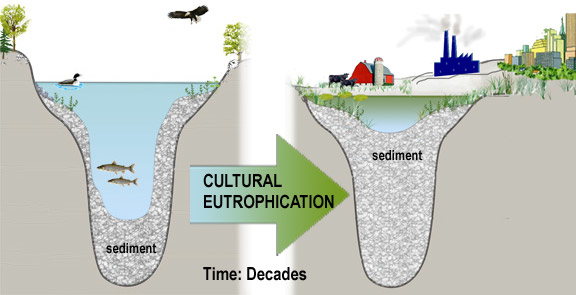 sediment
CULTURAL
EUTROPHICATION
Time: Decades
sediment